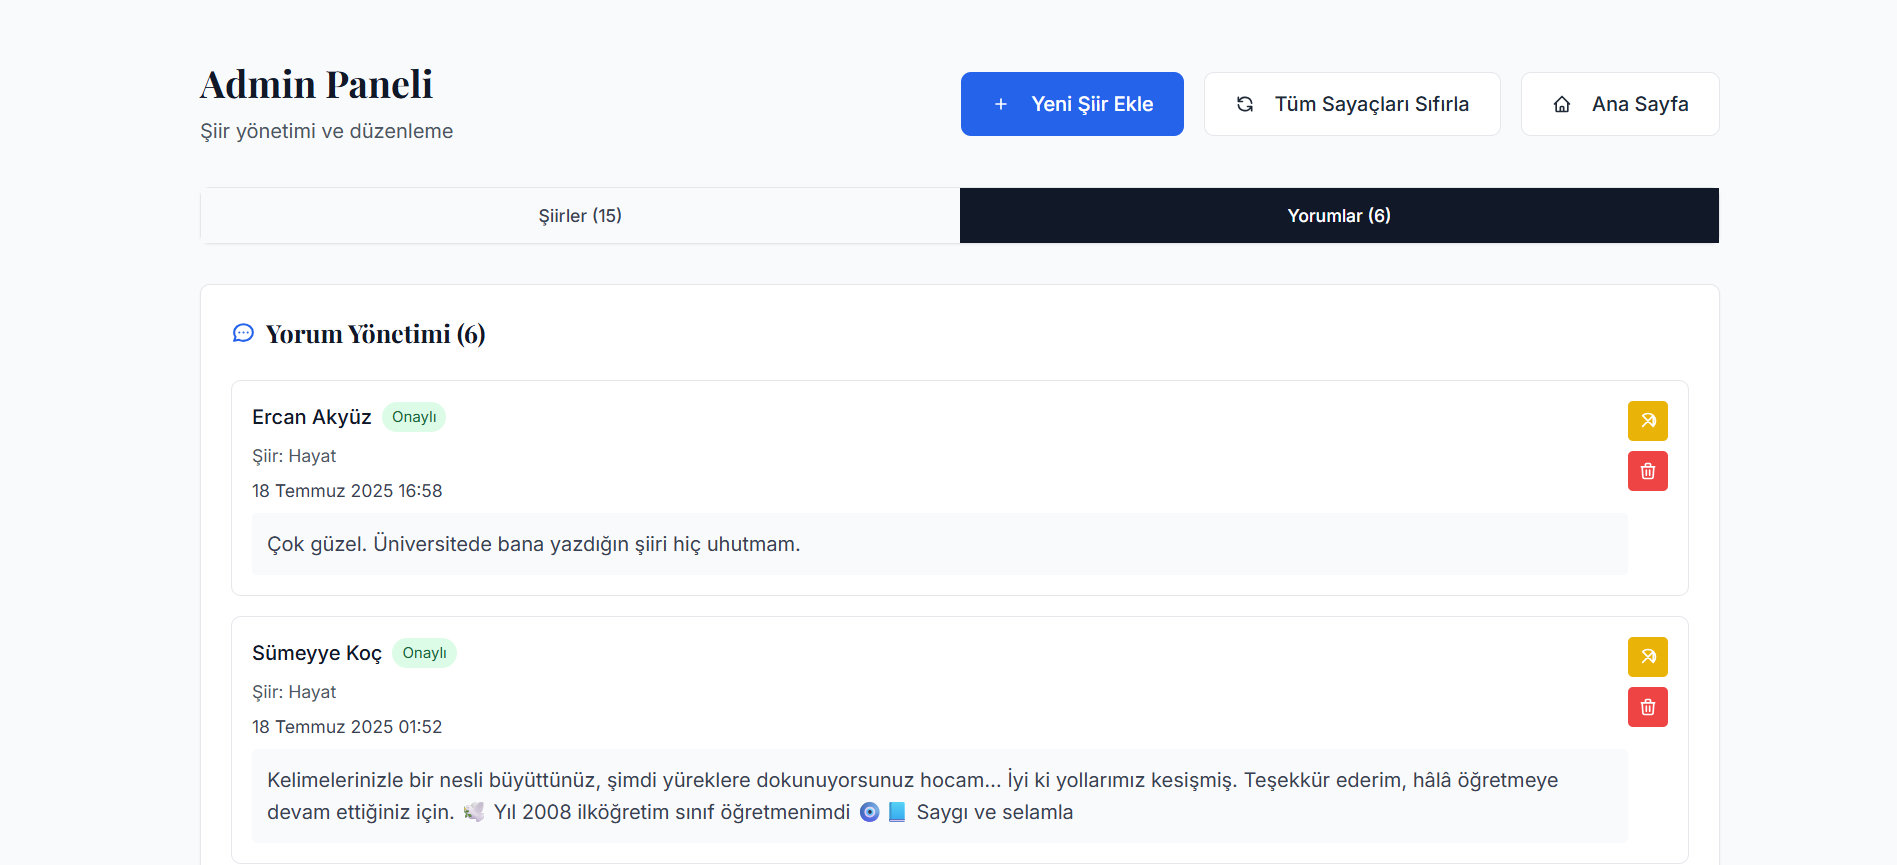 Admin Paneli
Şiir yönetimi ve düzenleme
Yeni Şiir Ekle
Tüm Sayaçları Sıfırla
Ana Sayfa
Şiirler (15)
Yorumlar (6)
Yorum Yönetimi (6)
Ercan Akyüz Onaylı
Şiir: Hayat
18 Temmuz 2025 16:58
Çok güzel. Üniversitede bana yazdığın şiiri hiç uhutmam.
Sümeyye Koç Onaylı
Şiir: Hayat
18 Temmuz 2025 01:52
Kelimelerinizle bir nesli büyüttünüz, şimdi yüreklere dokunuyorsunuz hocam... İyi ki yollarımız kesişmiş. Teşekkür ederim, hâlâ öğretmeye
devam ettiğiniz için. 🕊️ Yıl 2008 ilköğretim sınıf öğretmenimdi 🧿 📘 Saygı ve selamla